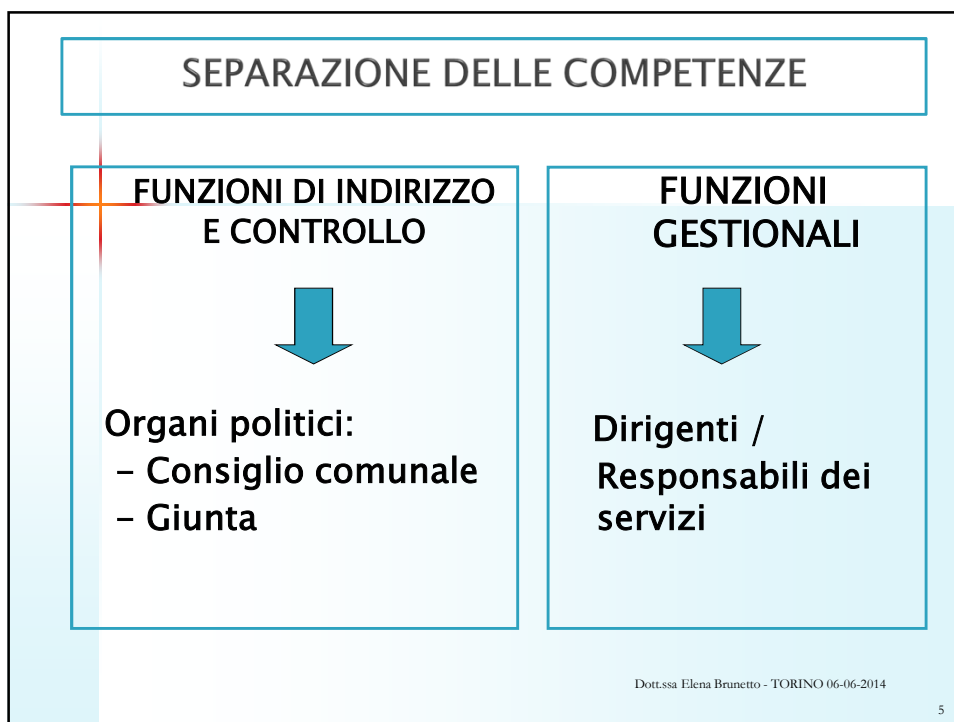 SEPARAZIONE DELLE COMPETENZE
FUNZIONI DI INDIRIZZO
E CONTROLLO
Organi politici:
- Consiglio comunale
- Giunta
FUNZIONI
GESTIONALI
Dirigenti /
Responsabili dei
servizi
Dott.ssa Elena Brunetto - TORINO 06-06-2014
5